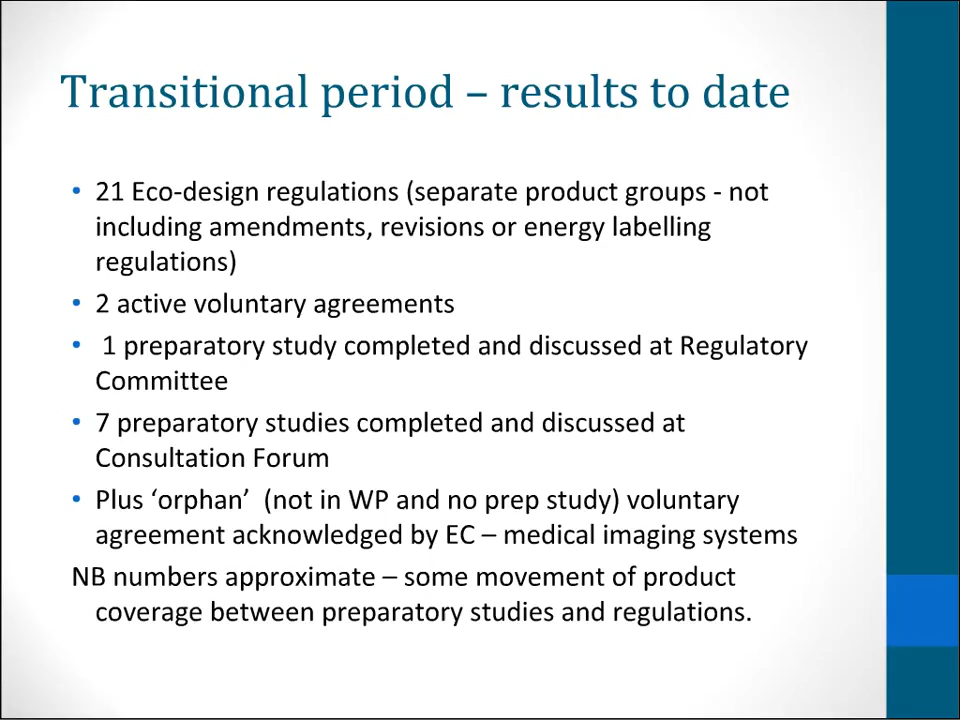 Transitional period – results to date
• 21 Eco-design regulations (separate product groups - not
including amendments, revisions or energy labelling
regulations)
• 2 active voluntary agreements
• 1 preparatory study completed and discussed at Regulatory
Committee
• 7 preparatory studies completed and discussed at
Consultation Forum
• Plus ‘orphan’ (not in WP and no prep study) voluntary
agreement acknowledged by EC – medical imaging systems
NB numbers approximate – some movement of product
coverage between preparatory studies and regulations.